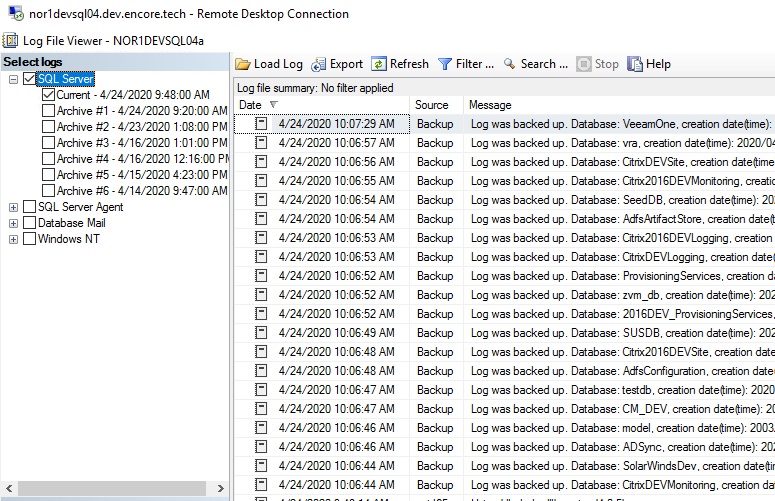 nor1devsql04.dev.encore.tech - Remote Desktop Connection
Log File Viewer - NOR1DEVSQL04a
Select logs
SQL Server
Current - 4/24/2020 9:48:00 AM
Archive #1 - 4/24/2020 9:20:00 AM
Archive #2 - 4/23/2020 1:08:00 PM
Archive #3 - 4/16/2020 1:01:00 PM
Archive #4 - 4/16/2020 12:16:00 PM
Archive #5 - 4/15/2020 4:23:00 PM
Archive #6 - 4/14/2020 9:47:00 AM
SQL Server Agent
Database Mail
Windows NT
Load Log Export Refresh Filter ... Search ... Stop Help
Log file summary: No filter applied
Date Source Message
4/24/2020 10:07:29 AM Backup Log was backed up. Database: VeeamOne, creation date(time):
4/24/2020 10:06:57 AM Backup Log was backed up. Database: vra, creation date(time): 2020/04
4/24/2020 10:06:56 AM Backup Log was backed up. Database: CitrixDEVSite, creation date(time):
4/24/2020 10:06:55 AM Backup Log was backed up. Database: Citrix2016DEVMonitoring, creation
4/24/2020 10:06:54 AM Backup Log was backed up. Database: SeedDB, creation date(time):
4/24/2020 10:06:54 AM Backup Log was backed up. Database: AdfsArtifactStore, creation
4/24/2020 10:06:53 AM Backup Log was backed up. Database: Citrix2016DEVLogging, creation
4/24/2020 10:06:53 AM Backup Log was backed up. Database: CitrixDEVLogging, creation
4/24/2020 10:06:52 AM Backup Log was backed up. Database: ProvisioningServices, creation
4/24/2020 10:06:52 AM Backup Log was backed up. Database: zvm_db, creation date(time): 202
4/24/2020 10:06:52 AM Backup Log was backed up. Database: 2016DEV_ProvisioningServices,
4/24/2020 10:06:49 AM Backup Log was backed up. Database: SUSDB, creation date(time):
4/24/2020 10:06:48 AM Backup Log was backed up. Database: Citrix2016DEVSite, creation
4/24/2020 10:06:48 AM Backup Log was backed up. Database: AdfsConfiguration, creation
4/24/2020 10:06:47 AM Backup Log was backed up. Database: testdb, creation date(time):
4/24/2020 10:06:47 AM Backup Log was backed up. Database: CM_DEV, creation date(time):
4/24/2020 10:06:46 AM Backup Log was backed up. Database: model, creation date(time): 2003
4/24/2020 10:06:44 AM Backup Log was backed up. Database: ADSync, creation date(time):
4/24/2020 10:06:44 AM Backup Log was backed up. Database: SolarWindsDev, creation
4/24/2020 10:06:44 AM Backup Log was backed up. Database: CitrixDEVMonitoring, creation